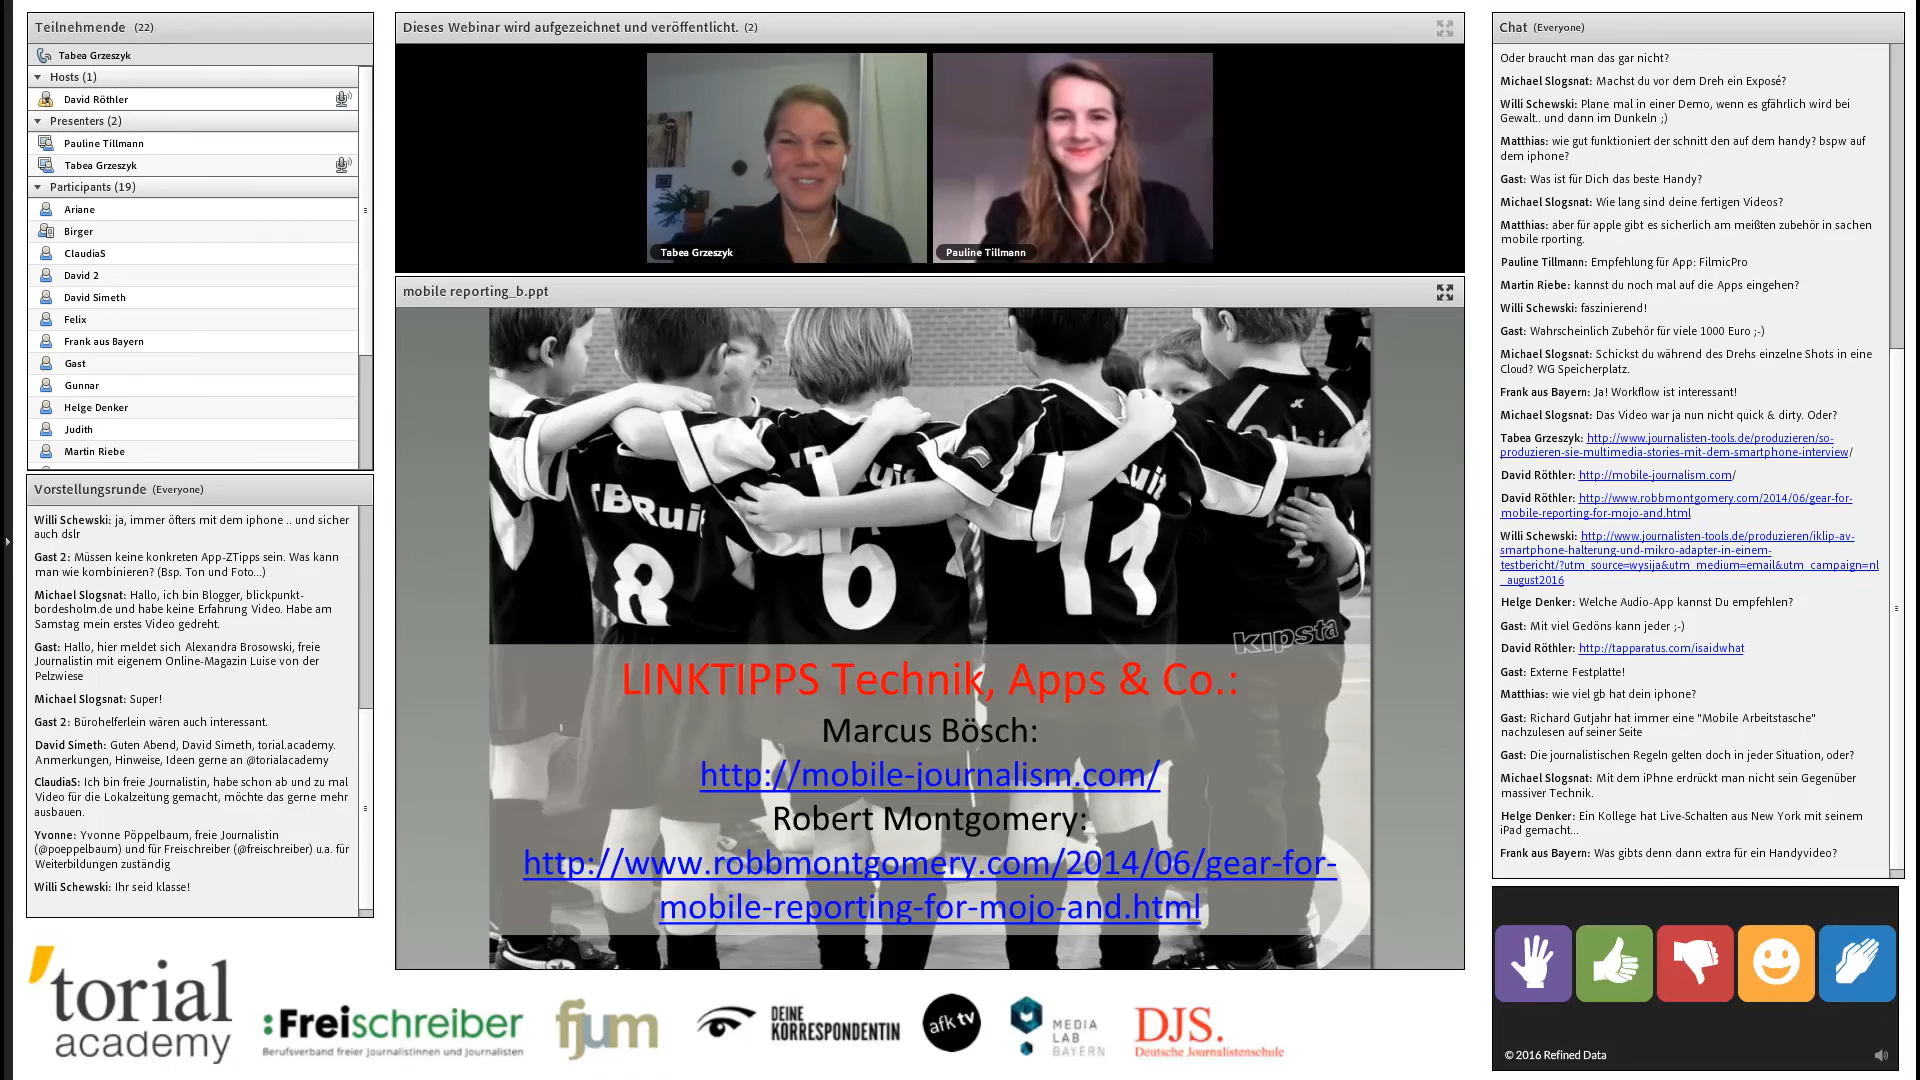 Teilnehmende (22)
Tabea Grzeszyk
Hosts (1)
David Röthler
Presenters (2)
Pauline Tillmann
Tabea Grzeszyk
Participants (19)
Ariane
Birger
ClaudiaS
David 2
David Simeth
Felix
Frank aus Bayern
Gast
Gunnar
Helge Denker
Judith
Martin Riebe
Vorstellungsrunde (Everyone)
Willi Schewski: ja, immer öfters mit dem iphone .. und sicher
auch dslr
Gast 2: Müssen keine konkreten App-ZTipps sein. Was kann
man wie kombinieren? (Bsp. Ton und Foto...)
Michael Slogsnat: Hallo, ich bin Blogger, blickpunkt-
bordesholm.de und habe keine Erfahrung Video. Habe am
Samstag mein erstes Video gedreht.
Gast: Hallo, hier meldet sich Alexandra Brosowski, freie
Journalistin mit eigenem Online-Magazin Luise von der
Pelzwiese
Michael Slogsnat: Super!
Gast 2: Bürohelferlein wären auch interessant.
David Simeth: Guten Abend, David Simeth, torial.academy.
Anmerkungen, Hinweise, Ideen gerne an @torialacademy
ClaudiaS: Ich bin freie Journalistin, habe schon ab und zu mal
Video für die Lokalzeitung gemacht, möchte das gerne mehr
ausbauen.
Yvonne: Yvonne Pöppelbaum, freie Journalistin
(@poeppelbaum) und für Freischreiber (@freischreiber) u.a. für
Weiterbildungen zuständig
Willi Schewski: Ihr seid klasse!
Dieses Webinar wird aufgezeichnet und veröffentlicht. (2)
Tabea Grzeszyk
Pauline Tillmann
mobile reporting_b.ppt
8
6
11
kipsta
LINKTIPPS Technik, Apps & Co.:
Marcus Bösch:
http://mobile-journalism.com/
Robert Montgomery:
http://www.robbmontgomery.com/2014/06/gear-for-
mobile-reporting-for-mojo-and.html
Chat (Everyone)
Oder braucht man das gar nicht?
Michael Slogsnat: Machst du vor dem Dreh ein Exposé?
Willi Schewski: Plane mal in einer Demo, wenn es gfährlich wird bei
Gewalt.. und dann im Dunkeln ;)
Matthias: wie gut funktioniert der schnitt den auf dem handy? bspw auf
dem iphone?
Gast: Was ist für Dich das beste Handy?
Michael Slogsnat: Wie lang sind deine fertigen Videos?
Matthias: aber für apple gibt es sicherlich am meißten zubehör in sachen
mobile rporting.
Pauline Tillmann: Empfehlung für App: FilmicPro
Martin Riebe: kannst du noch mal auf die Apps eingehen?
Willi Schewski: faszinierend!
Gast: Wahrscheinlich Zubehör für viele 1000 Euro ;-)
Michael Slogsnat: Schickst du während des Drehs einzelne Shots in eine
Cloud? WG Speicherplatz.
Frank aus Bayern: Ja! Workflow ist interessant!
Michael Slogsnat: Das Video war ja nun nicht quick & dirty. Oder?
Tabea Grzeszyk: http://www.journalisten-tools.de/produzieren/so-
produzieren-sie-multimedia-stories-mit-dem-smartphone-interview/
David Röthler: http://mobile-journalism.com/
David Röthler: http://www.robbmontgomery.com/2014/06/gear-for-
mobile-reporting-for-mojo-and.html
Willi Schewski: http://www.journalisten-tools.de/produzieren/iklip-av-
smartphone-halterung-und-mikro-adapter-in-einem-
testbericht/?utm_source=wysija&utm_medium=email&utm_campaign=nl
_august2016
Helge Denker: Welche Audio-App kannst Du empfehlen?
Gast: Mit viel Gedöns kann jeder ;-)
David Röthler: http://tapparatus.com/isaidwhat
Gast: Externe Festplatte!
Matthias: wie viel gb hat dein iphone?
Gast: Richard Gutjahr hat immer eine "Mobile Arbeitstasche"
nachzulesen auf seiner Seite
Gast: Die journalistischen Regeln gelten doch in jeder Situation, oder?
Michael Slogsnat: Mit dem iPhne erdrückt man nicht sein Gegenüber
massiver Technik.
Helge Denker: Ein Kollege hat Live-Schalten aus New York mit seinem
iPad gemacht...
Frank aus Bayern: Was gibts denn dann extra für ein Handyvideo?
© 2016 Refined Data
'torial
academy
:Freischreiber
Berufsverband freier Journalistinnen und Journalisten
fjum
DEINE
KORRESPONDENTIN
afk tv
MEDIA
LAB
BAYERN
DJS.
Deutsche Journalistenschule